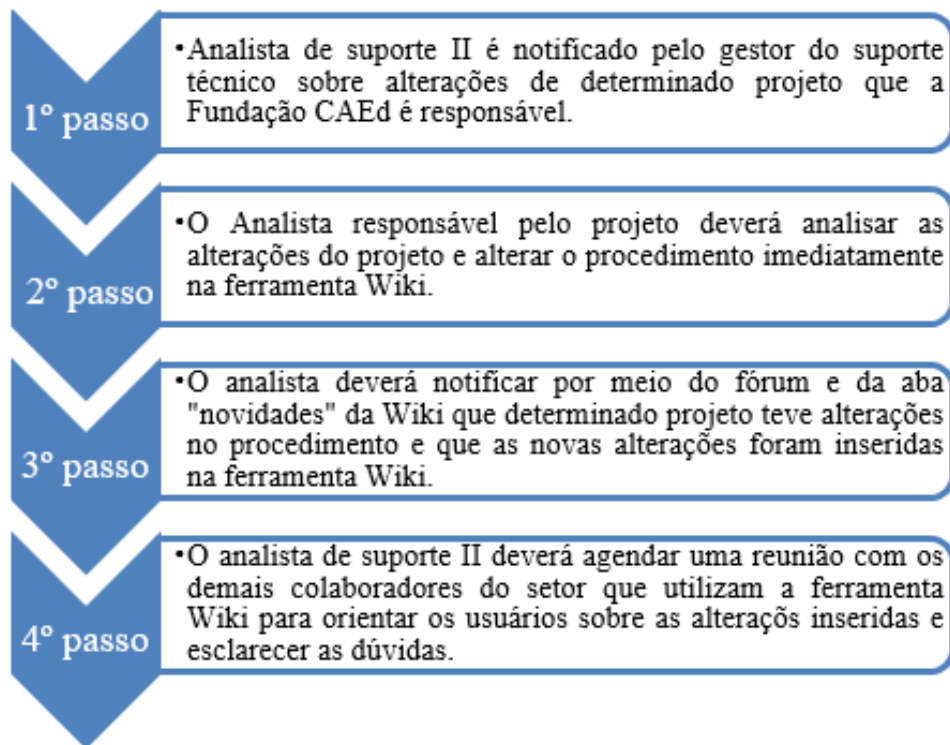 1º passo
•Analista de suporte II é notificado pelo gestor do suporte
técnico sobre alterações de determinado projeto que a
Fundação CAEd é responsável.
2º passo
•O Analista responsável pelo projeto deverá analisar as
alterações do projeto e alterar o procedimento imediatamente
na ferramenta Wiki.
3º passo
•O analista deverá notificar por meio do fórum e da aba
"novidades" da Wiki que determinado projeto teve alterações
no procedimento e que as novas alterações foram inseridas
na ferramenta Wiki.
4º passo
•O analista de suporte II deverá agendar uma reunião com os
demais colaboradores do setor que utilizam a ferramenta
Wiki para orientar os usuários sobre as alteraçõs inseridas e
esclarecer as dúvidas.